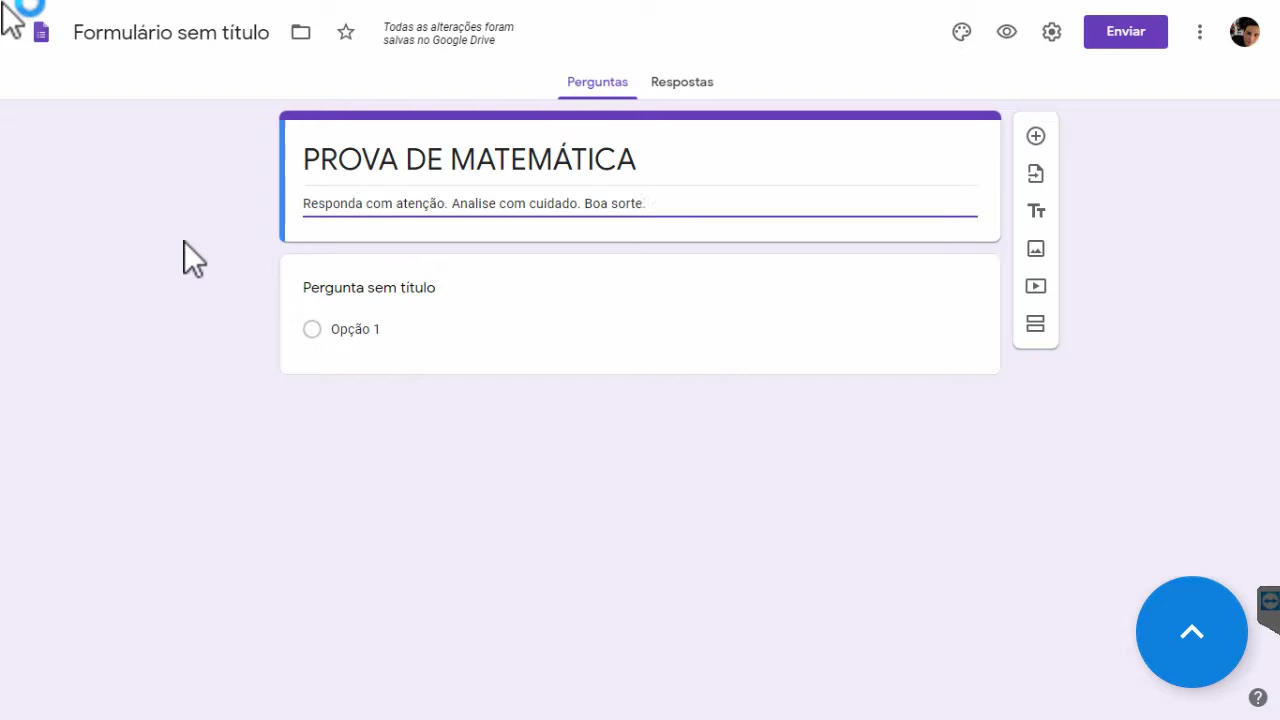 Formulário sem título
Todas as alterações foram
salvas no Google Drive
Enviar
Perguntas
Respostas
PROVA DE MATEMÁTICA
Responda com atenção. Analise com cuidado. Boa sorte.
Pergunta sem título
Opção 1